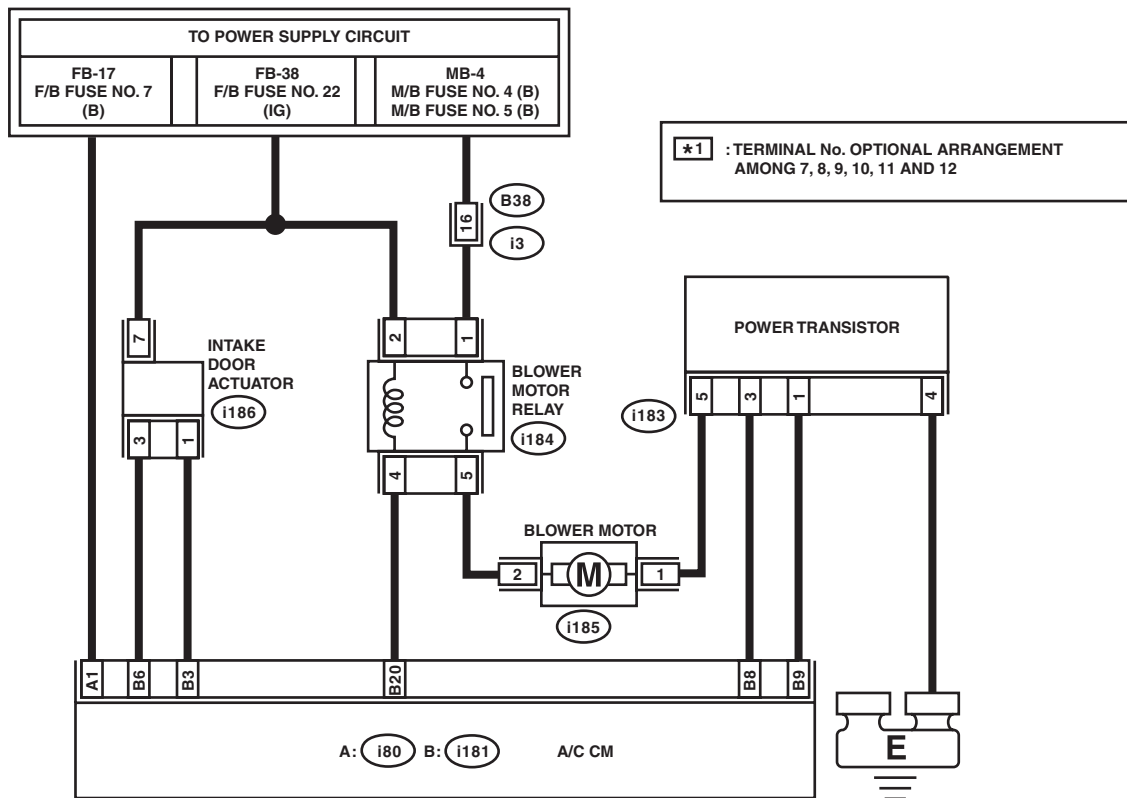 TO POWER SUPPLY CIRCUIT
FB-17
F/B FUSE NO. 7
(B)
FB-38
F/B FUSE NO. 22
(IG)
MB-4
M/B FUSE NO. 4 (B)
M/B FUSE NO. 5 (B)
*1 : TERMINAL No. OPTIONAL ARRANGEMENT
AMONG 7, 8, 9, 10, 11 AND 12
16
B38
i3
7
INTAKE
DOOR
ACTUATOR
i186
3
1
2
1
BLOWER
MOTOR
RELAY
i184
4
5
POWER TRANSISTOR
i183
5
3
1
4
BLOWER MOTOR
2
M
1
i185
A1
B6
B3
B20
B8
B9
A: i80 B: i181 A/C CM
E